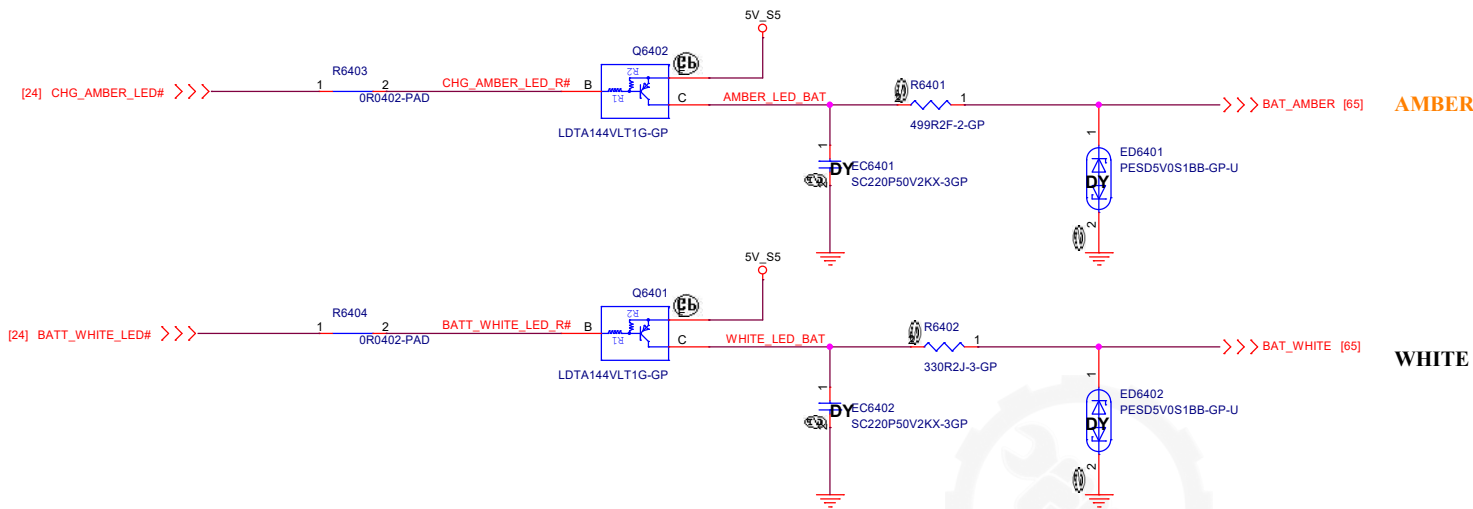 5V_S5
R6403
1 2
0R0402-PAD
[24] CHG_AMBER_LED#
CHG_AMBER_LED_R#
Q6402
R2
R1
B
E
C
LDTA144VLT1G-GP
AMBER_LED_BAT
R6401
2 1
499R2F-2-GP
BAT_AMBER [65]
AMBER
1
DY
EC6401
SC220P50V2KX-3GP
2
1
ED6401
PESD5V0S1BB-GP-U
DY
2
5V_S5
R6404
1 2
0R0402-PAD
[24] BATT_WHITE_LED#
BATT_WHITE_LED_R#
Q6401
R2
R1
B
E
C
LDTA144VLT1G-GP
WHITE_LED_BAT
R6402
2 1
330R2J-3-GP
BAT_WHITE [65]
WHITE
1
DY
EC6402
SC220P50V2KX-3GP
2
1
ED6402
PESD5V0S1BB-GP-U
DY
2